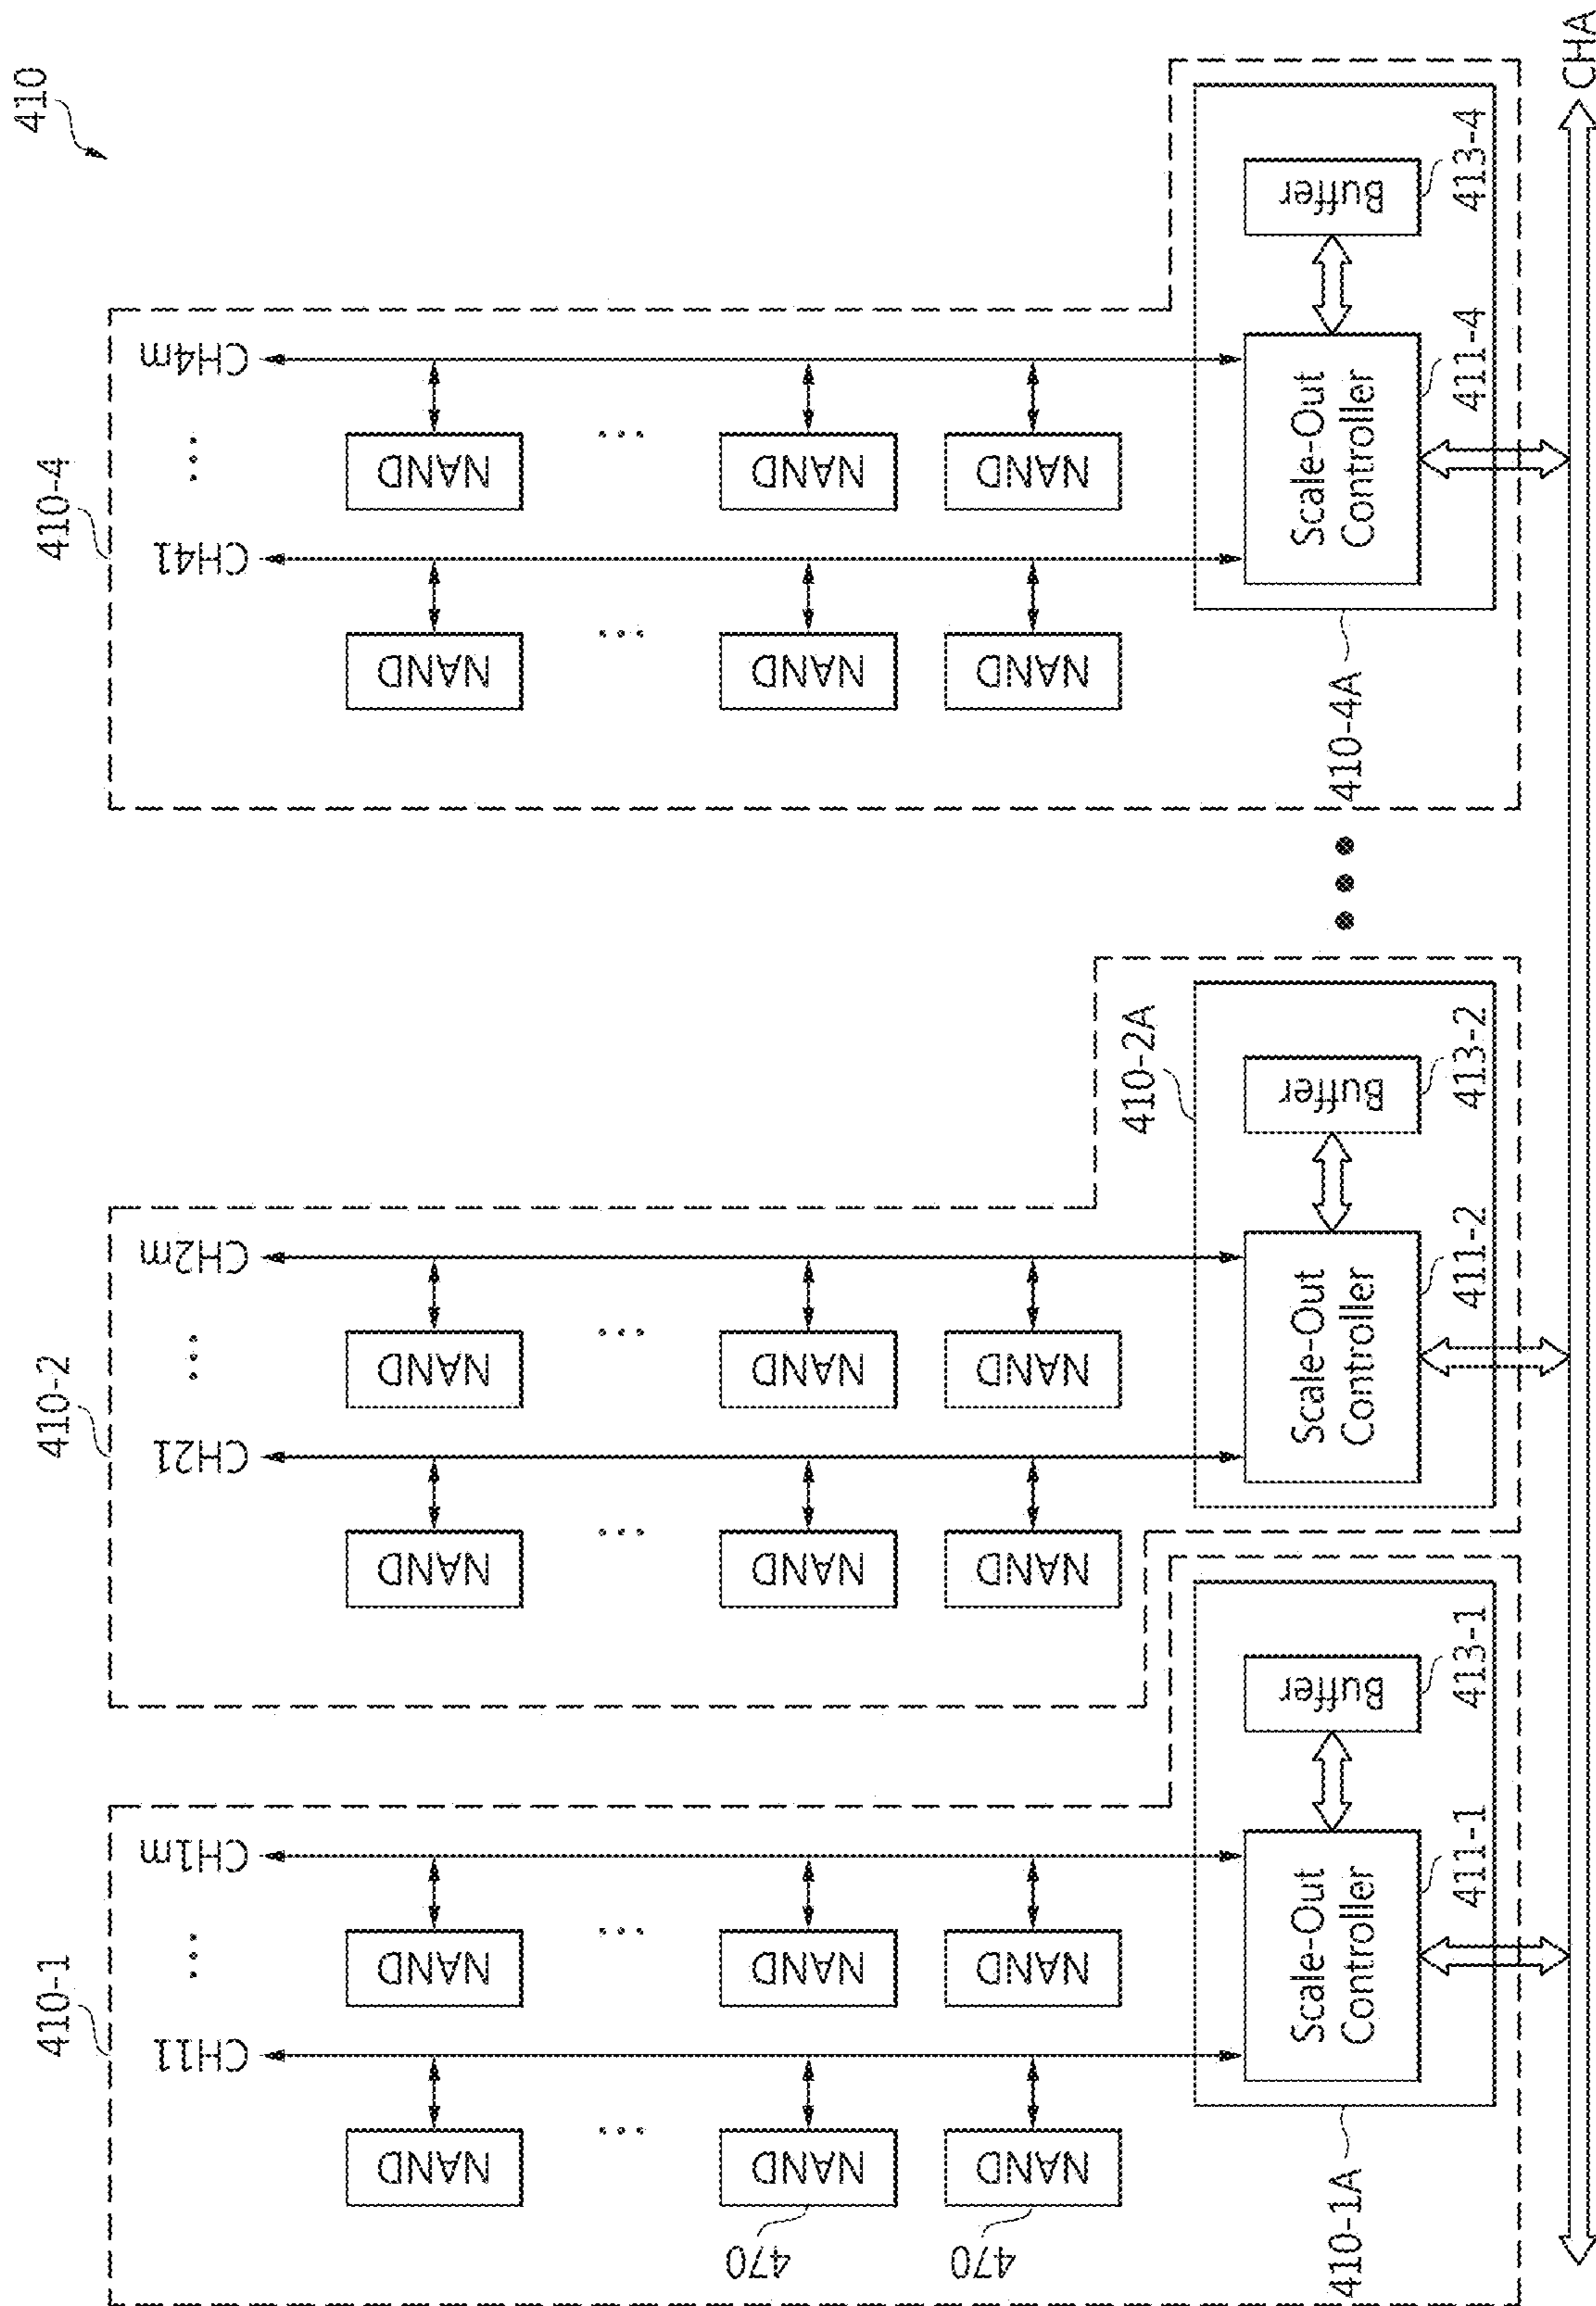 410
410-1
410-2
410-4
CH11
...
CH1m
CH21
...
CH2m
CH41
...
CH4m
NAND
NAND
NAND
NAND
NAND
NAND
...
...
...
...
...
...
470
NAND
NAND
NAND
NAND
NAND
NAND
470
NAND
NAND
NAND
NAND
NAND
NAND
410-2A
410-1A
Scale-Out
Controller
Buffer
Scale-Out
Controller
Buffer
410-4A
Scale-Out
Controller
Buffer
411-1
413-1
411-2
413-2
411-4
413-4
CHA